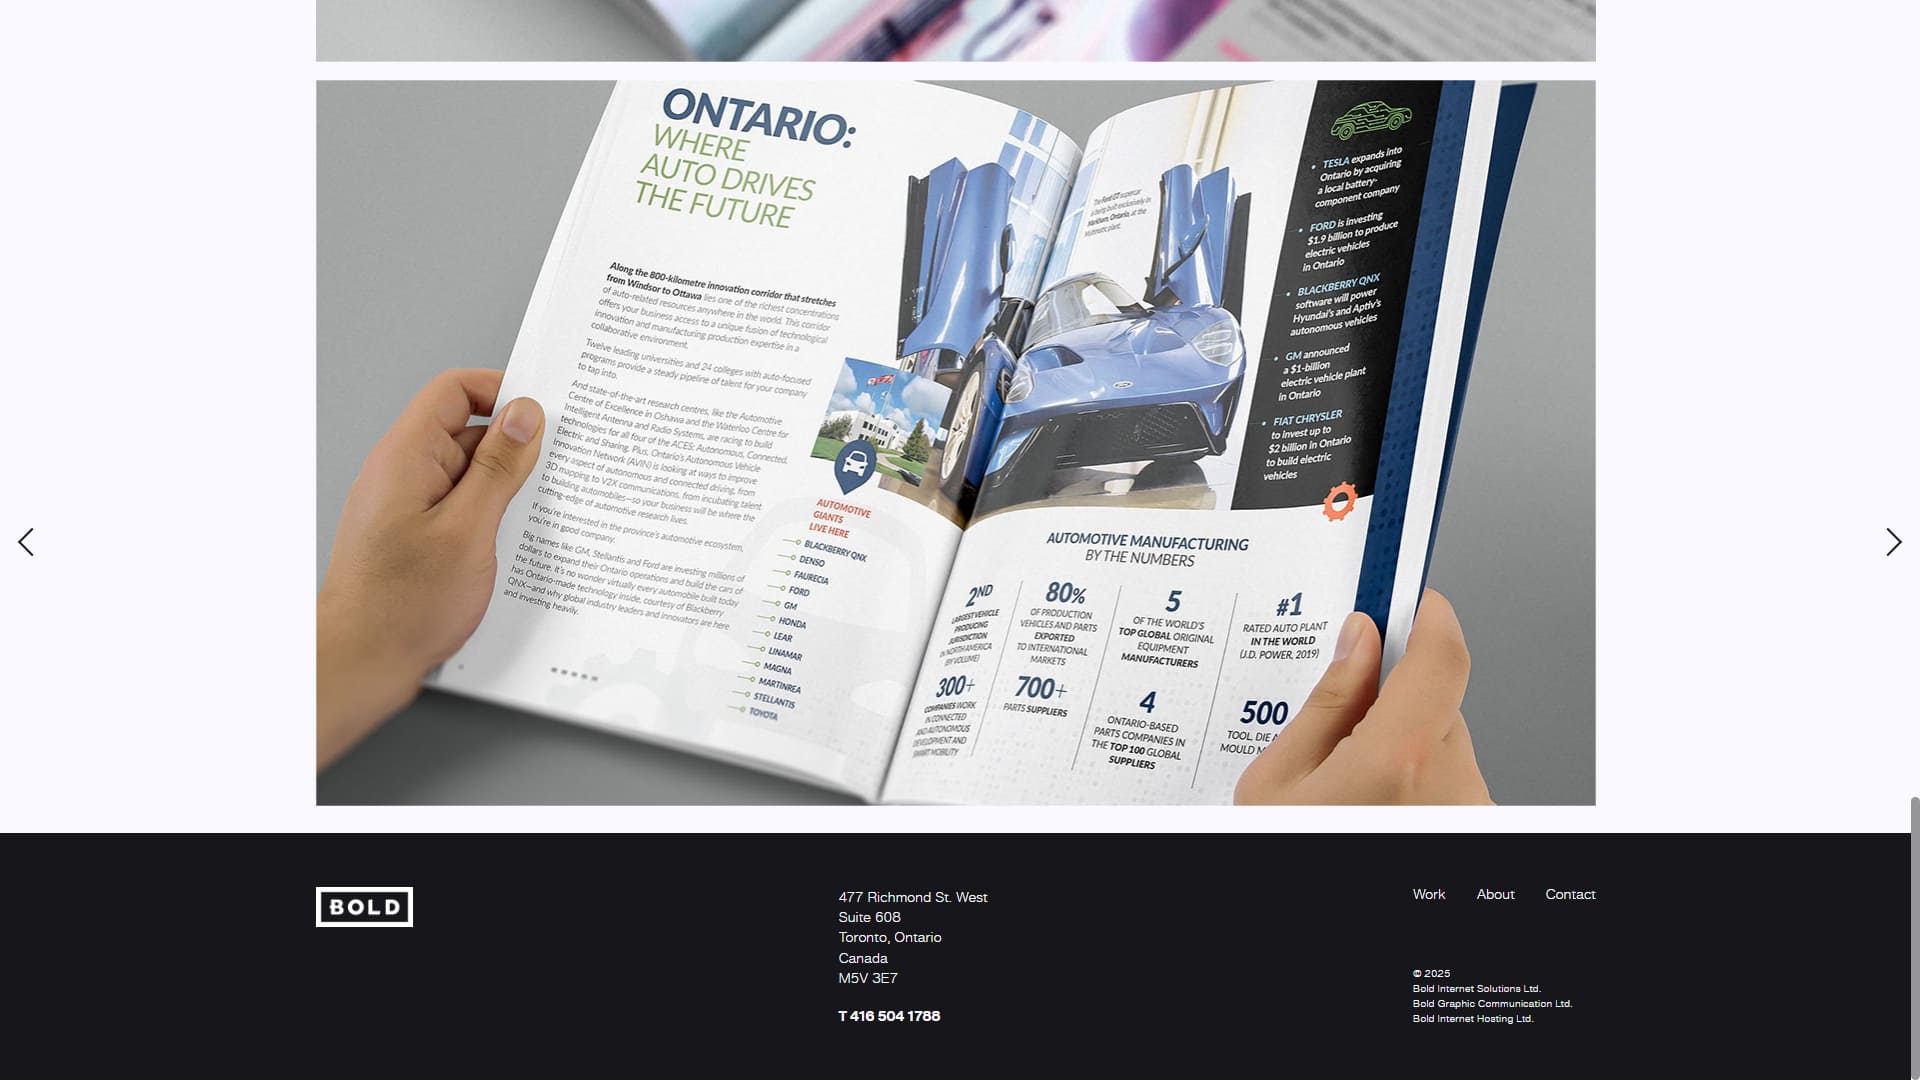 ONTARIO:
WHERE
AUTO DRIVES
THE FUTURE
Along the 800-kilometre innovation corridor that stretches
from Windsor to Ottawa lies one of the richest concentrations
of auto-related resources anywhere in the world. This corridor
offers your business access to a unique fusion of technological
innovation and manufacturing production expertise in a
collaborative environment.
Twelve leading universities and 24 colleges with auto-focused
programs provide a steady pipeline of talent for your company
to tap into.
And state-of-the-art research centres, like the Automotive
Centre of Excellence in Oshawa and the Waterloo Centre for
Intelligent Antenna and Radio Systems, are racing to build
technologies for all four of the ACES: Autonomous, Connected,
Electric and Sharing. Plus, Ontario's Autonomous Vehicle
Innovation Network (AVIN) is looking at ways to improve
every aspect of autonomous and connected driving, from
3D mapping to V2X communications, from incubating talent
to building automobiles—so your business will be where the
cutting-edge of automotive research lives.
If you're interested in the province's automotive ecosystem,
you're in good company.
Big names like GM, Stellantis and Ford are investing millions of
dollars to expand their Ontario operations and build the cars of
the future. It's no wonder virtually every automobile built today
has Ontario-made technology inside, courtesy of Blackberry
QNX—and why global industry leaders and innovators are here
and investing heavily.
AUTOMOTIVE
GIANTS
LIVE HERE
BLACKBERRY QNX
DENSO
FAURECIA
FORD
GM
HONDA
LEAR
LINAMAR
MAGNA
MARTINREA
STELLANTIS
TOYOTA
The Ford GT supercar
is being built exclusively in
Markham, Ontario, at the
Multimatic plant.
• TESLA expands into
Ontario by acquiring
a local battery-
component company
• FORD is investing
$1.9 billion to produce
electric vehicles
in Ontario
• BLACKBERRY QNX
software will power
Hyundai's and Aptiv's
autonomous vehicles
• GM announced
a $1-billion
electric vehicle plant
in Ontario
• FIAT CHRYSLER
to invest up to
$2 billion in Ontario
to build electric
vehicles
AUTOMOTIVE MANUFACTURING
BY THE NUMBERS
2ND
LARGEST VEHICLE
PRODUCING
JURISDICTION
IN NORTH AMERICA
(BY VOLUME)
80%
OF PRODUCTION
VEHICLES AND PARTS
EXPORTED
TO INTERNATIONAL
MARKETS
5
OF THE WORLD'S
TOP GLOBAL ORIGINAL
EQUIPMENT
MANUFACTURERS
#1
RATED AUTO PLANT
IN THE WORLD
(J.D. POWER, 2019)
300+
COMPANIES WORK
IN CONNECTED
AND AUTONOMOUS
DEVELOPMENT AND
SMART MOBILITY
700+
PARTS SUPPLIERS
4
ONTARIO-BASED
PARTS COMPANIES IN
THE TOP 100 GLOBAL
SUPPLIERS
500
TOOL, DIE A
MOULD M
BOLD
477 Richmond St. West
Suite 608
Toronto, Ontario
Canada
M5V 3E7
T 416 504 1788
Work About Contact
© 2025
Bold Internet Solutions Ltd.
Bold Graphic Communication Ltd.
Bold Internet Hosting Ltd.